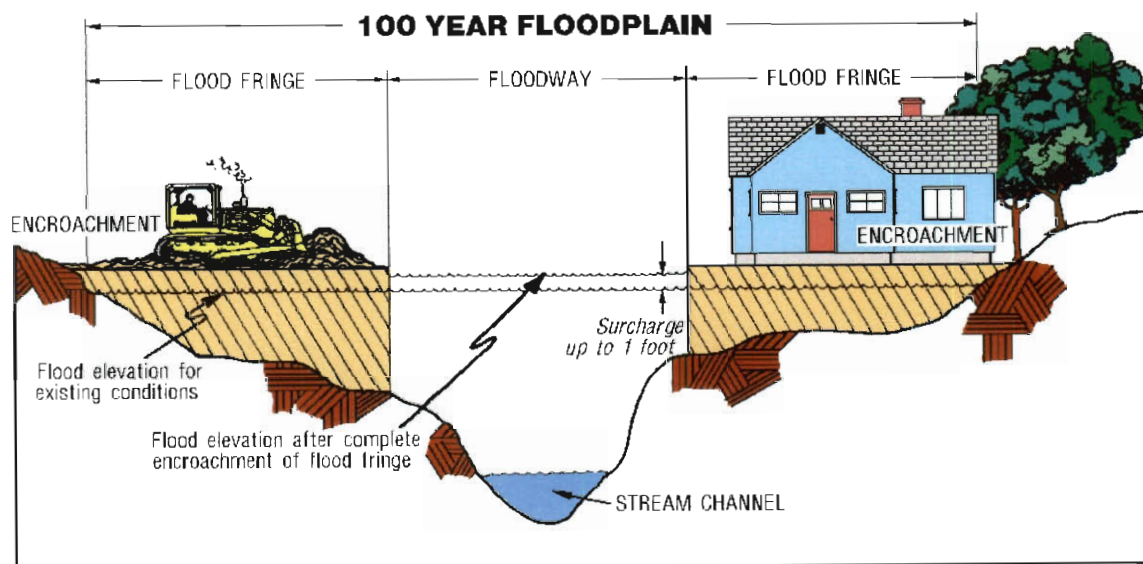 100 YEAR FLOODPLAIN
FLOOD FRINGE
FLOODWAY
FLOOD FRINGE
ENCROACHMENT
ENCROACHMENT
Surcharge
up to 1 foot
Flood elevation for
existing conditions
Flood elevation after complete
encroachment of flood fringe
STREAM CHANNEL